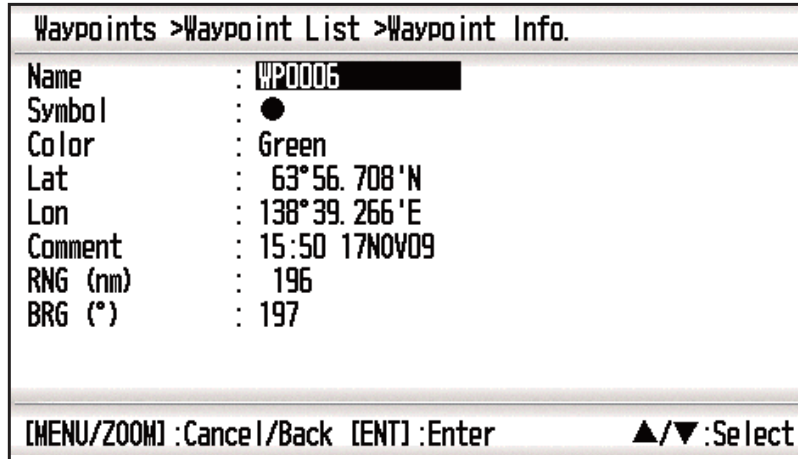 Waypoints >Waypoint List >Waypoint Info.
Name : WP0006
Symbol : ●
Color : Green
Lat : 63°56.708'N
Lon : 138°39.266'E
Comment : 15:50 17NOV09
RNG (nm) : 196
BRG (°) : 197
[MENU/ZOOM]:Cancel/Back [ENT]:Enter ▲/▼:Select